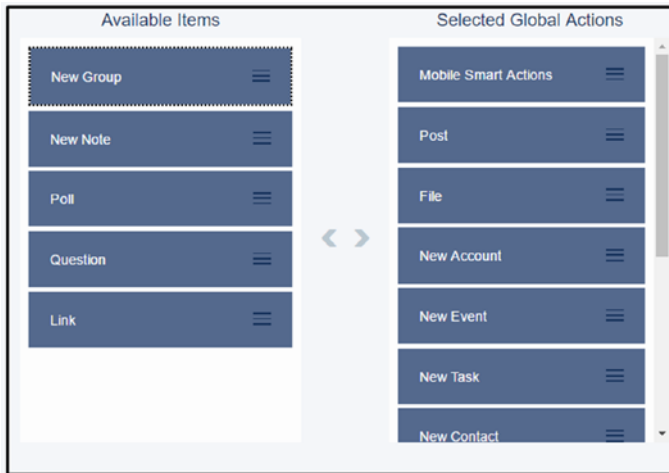 Available Items
New Group
New Note
Poll
Question
Link
Selected Global Actions
Mobile Smart Actions
Post
File
New Account
New Event
New Task
New Contact